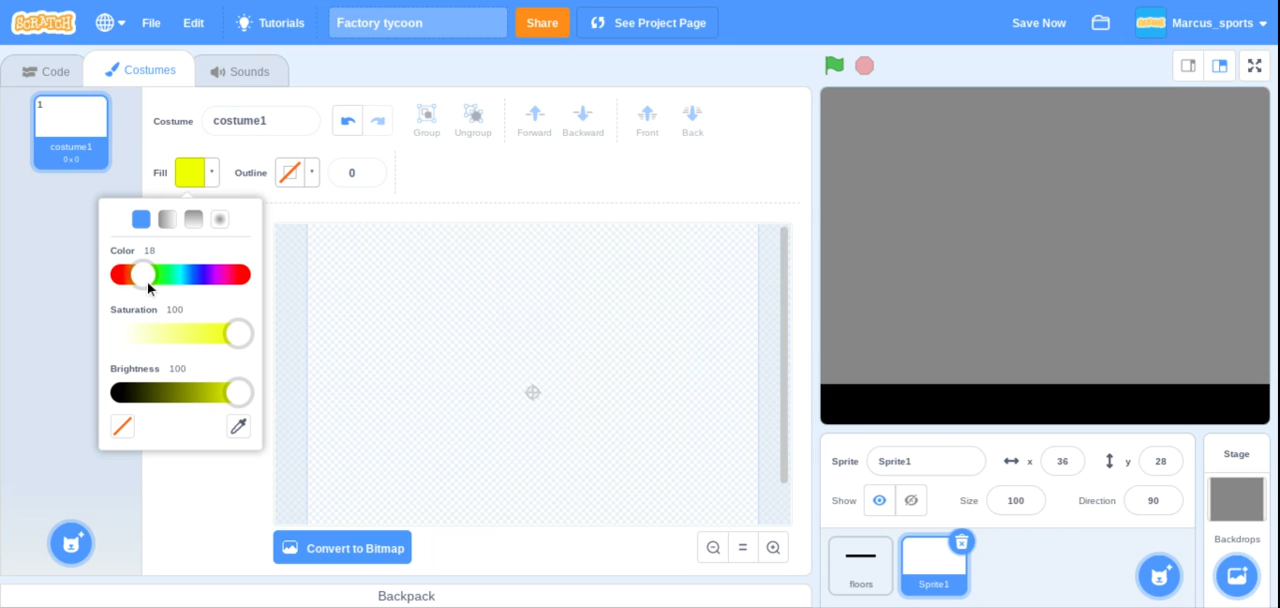 SCRATCH File Edit Tutorials Factory tycoon Share See Project Page Save Now Marcus_sports
Code Costumes Sounds
1
costume1
0 x 0
Costume costume1 Group Ungroup Forward Backward Front Back
Fill Outline 0
Color 18
Saturation 100
Brightness 100
Convert to Bitmap
Backpack
Sprite Sprite1 x 36 y 28
Show Size 100 Direction 90
floors Sprite1
Stage
Backdrops